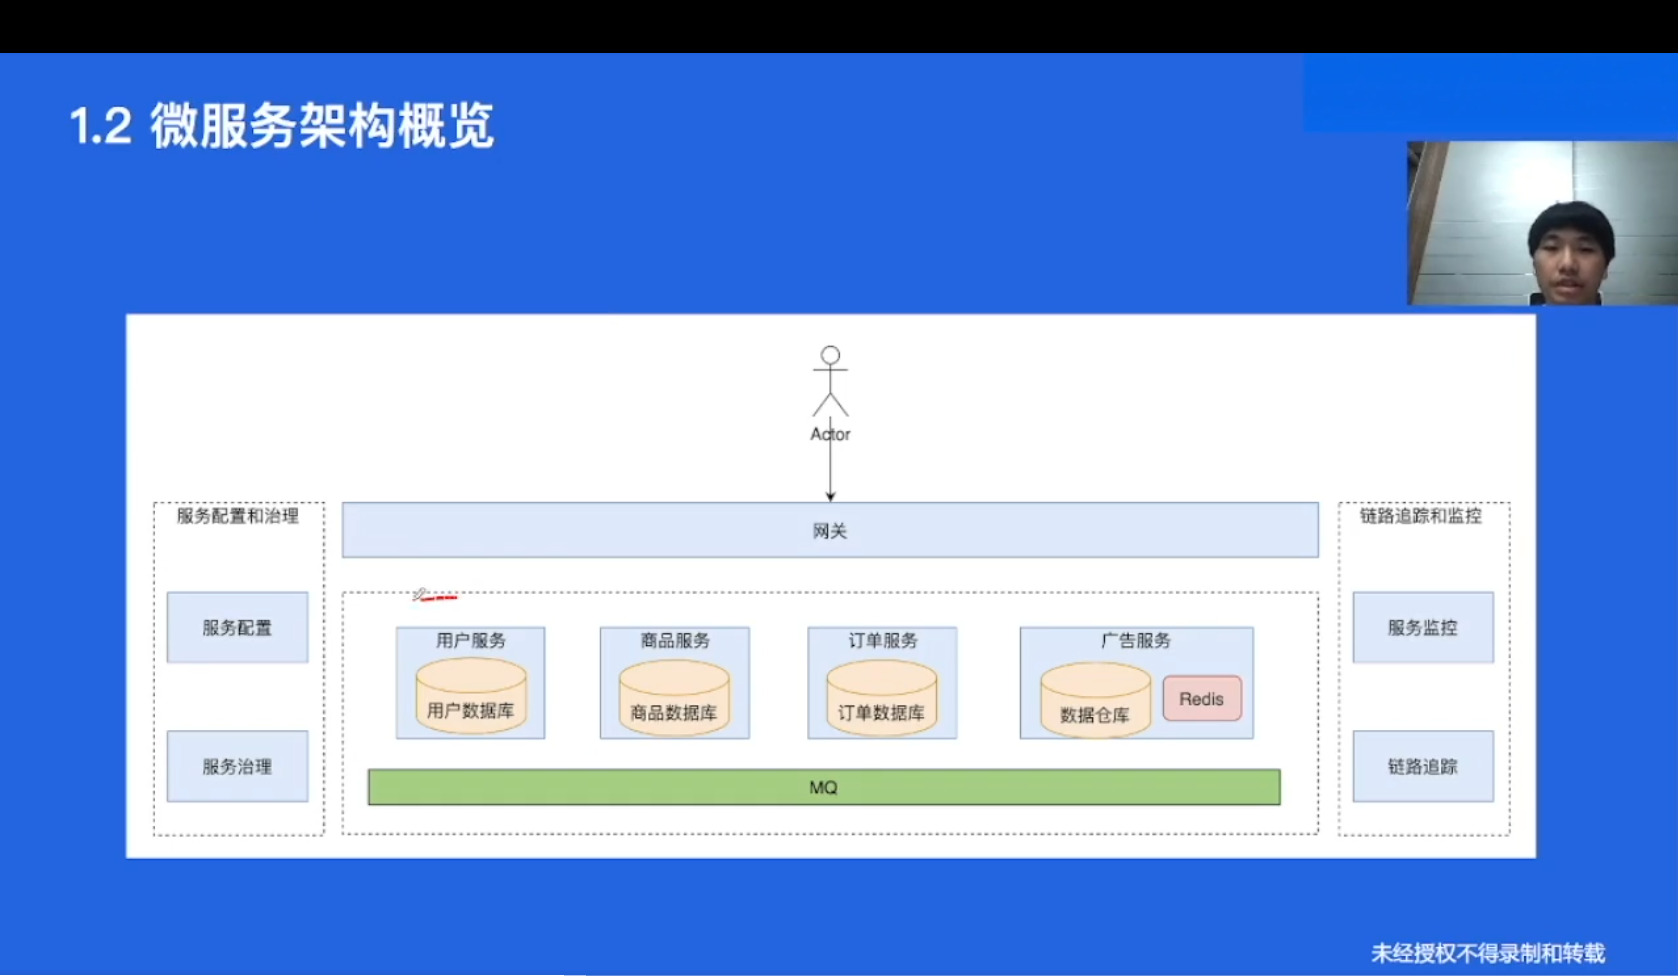 1.2 微服务架构概览
Actor
服务配置和治理
网关
链路追踪和监控
服务配置
服务治理
用户服务
用户数据库
商品服务
商品数据库
订单服务
订单数据库
广告服务
数据仓库
Redis
MQ
服务监控
链路追踪
未经授权不得录制和转载